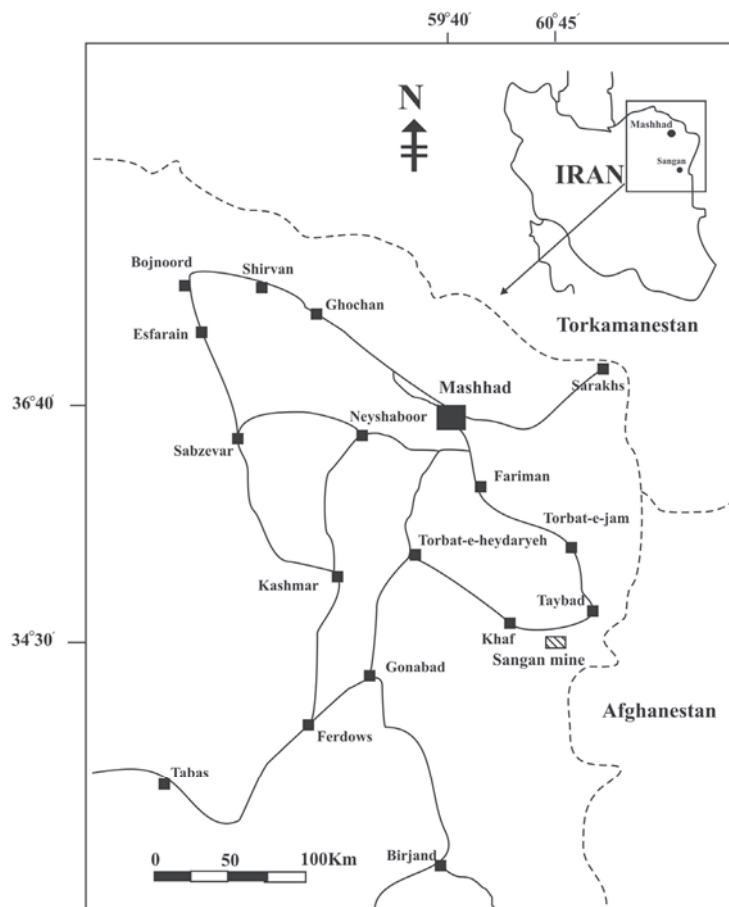 59°40′ 60°45′
N
Mashhad
Sangan
IRAN
Bojnoord
Shirvan
Ghochan
Torkamanestan
Esfarain
Mashhad
Sarakhs
36°40′
Neyshaboor
Sabzevar
Fariman
Torbat-e-jam
Torbat-e-heydaryeh
Kashmar
Taybad
34°30′
Khaf
Sangan mine
Gonabad
Afghanestan
Ferdows
Tabas
0 50 100Km
Birjand